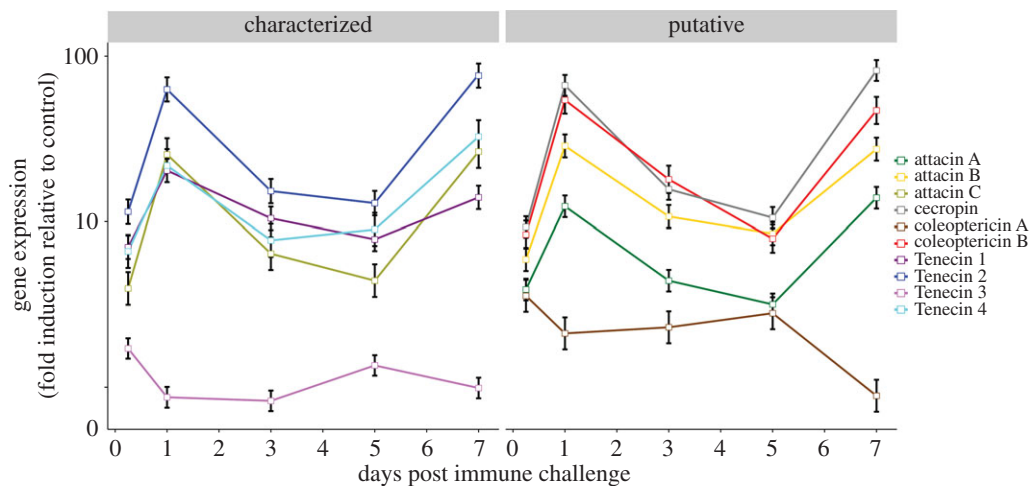 characterized
putative
gene expression
(fold induction relative to control)
100
10
0
0 1 2 3 4 5 6 7
0 1 2 3 4 5 6 7
days post immune challenge
attacin A
attacin B
attacin C
cecropin
coleoptericin A
coleoptericin B
Tenecin 1
Tenecin 2
Tenecin 3
Tenecin 4